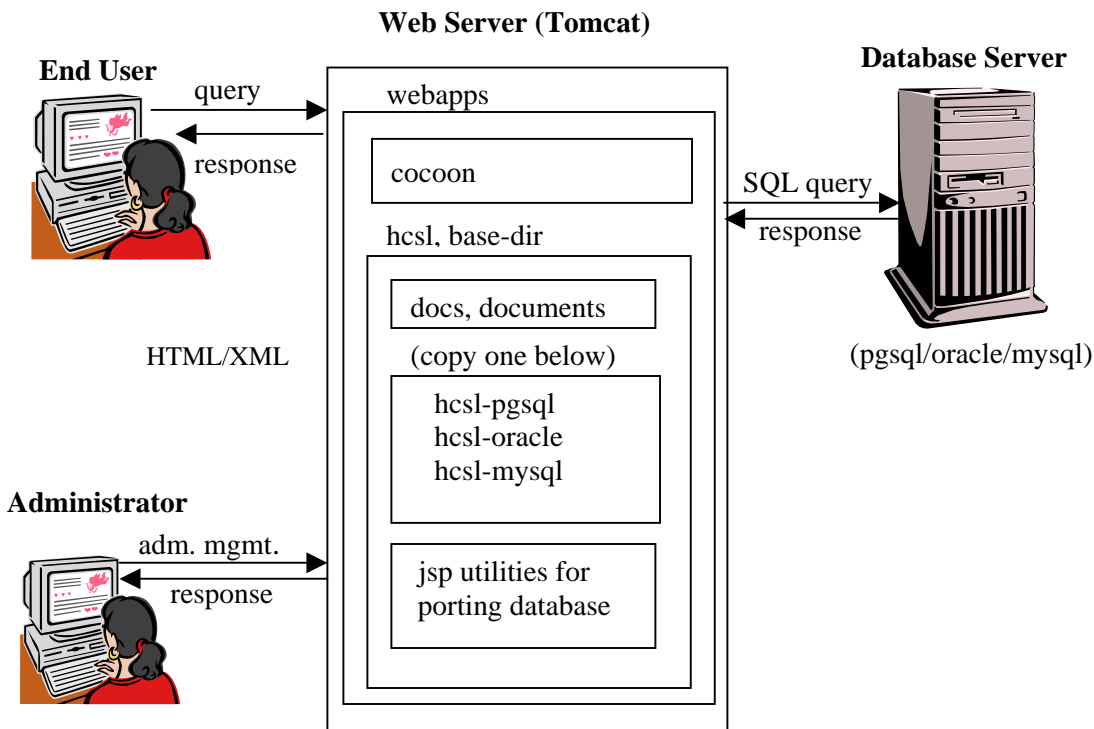 Web Server (Tomcat)
End User
Database Server
query
response
webapps
cocoon
SQL query
response
hcsl, base-dir
docs, documents
HTML/XML
(copy one below)
(pgsql/oracle/mysql)
hcsl-pgsql
hcsl-oracle
hcsl-mysql
Administrator
adm. mgmt.
response
jsp utilities for
porting database